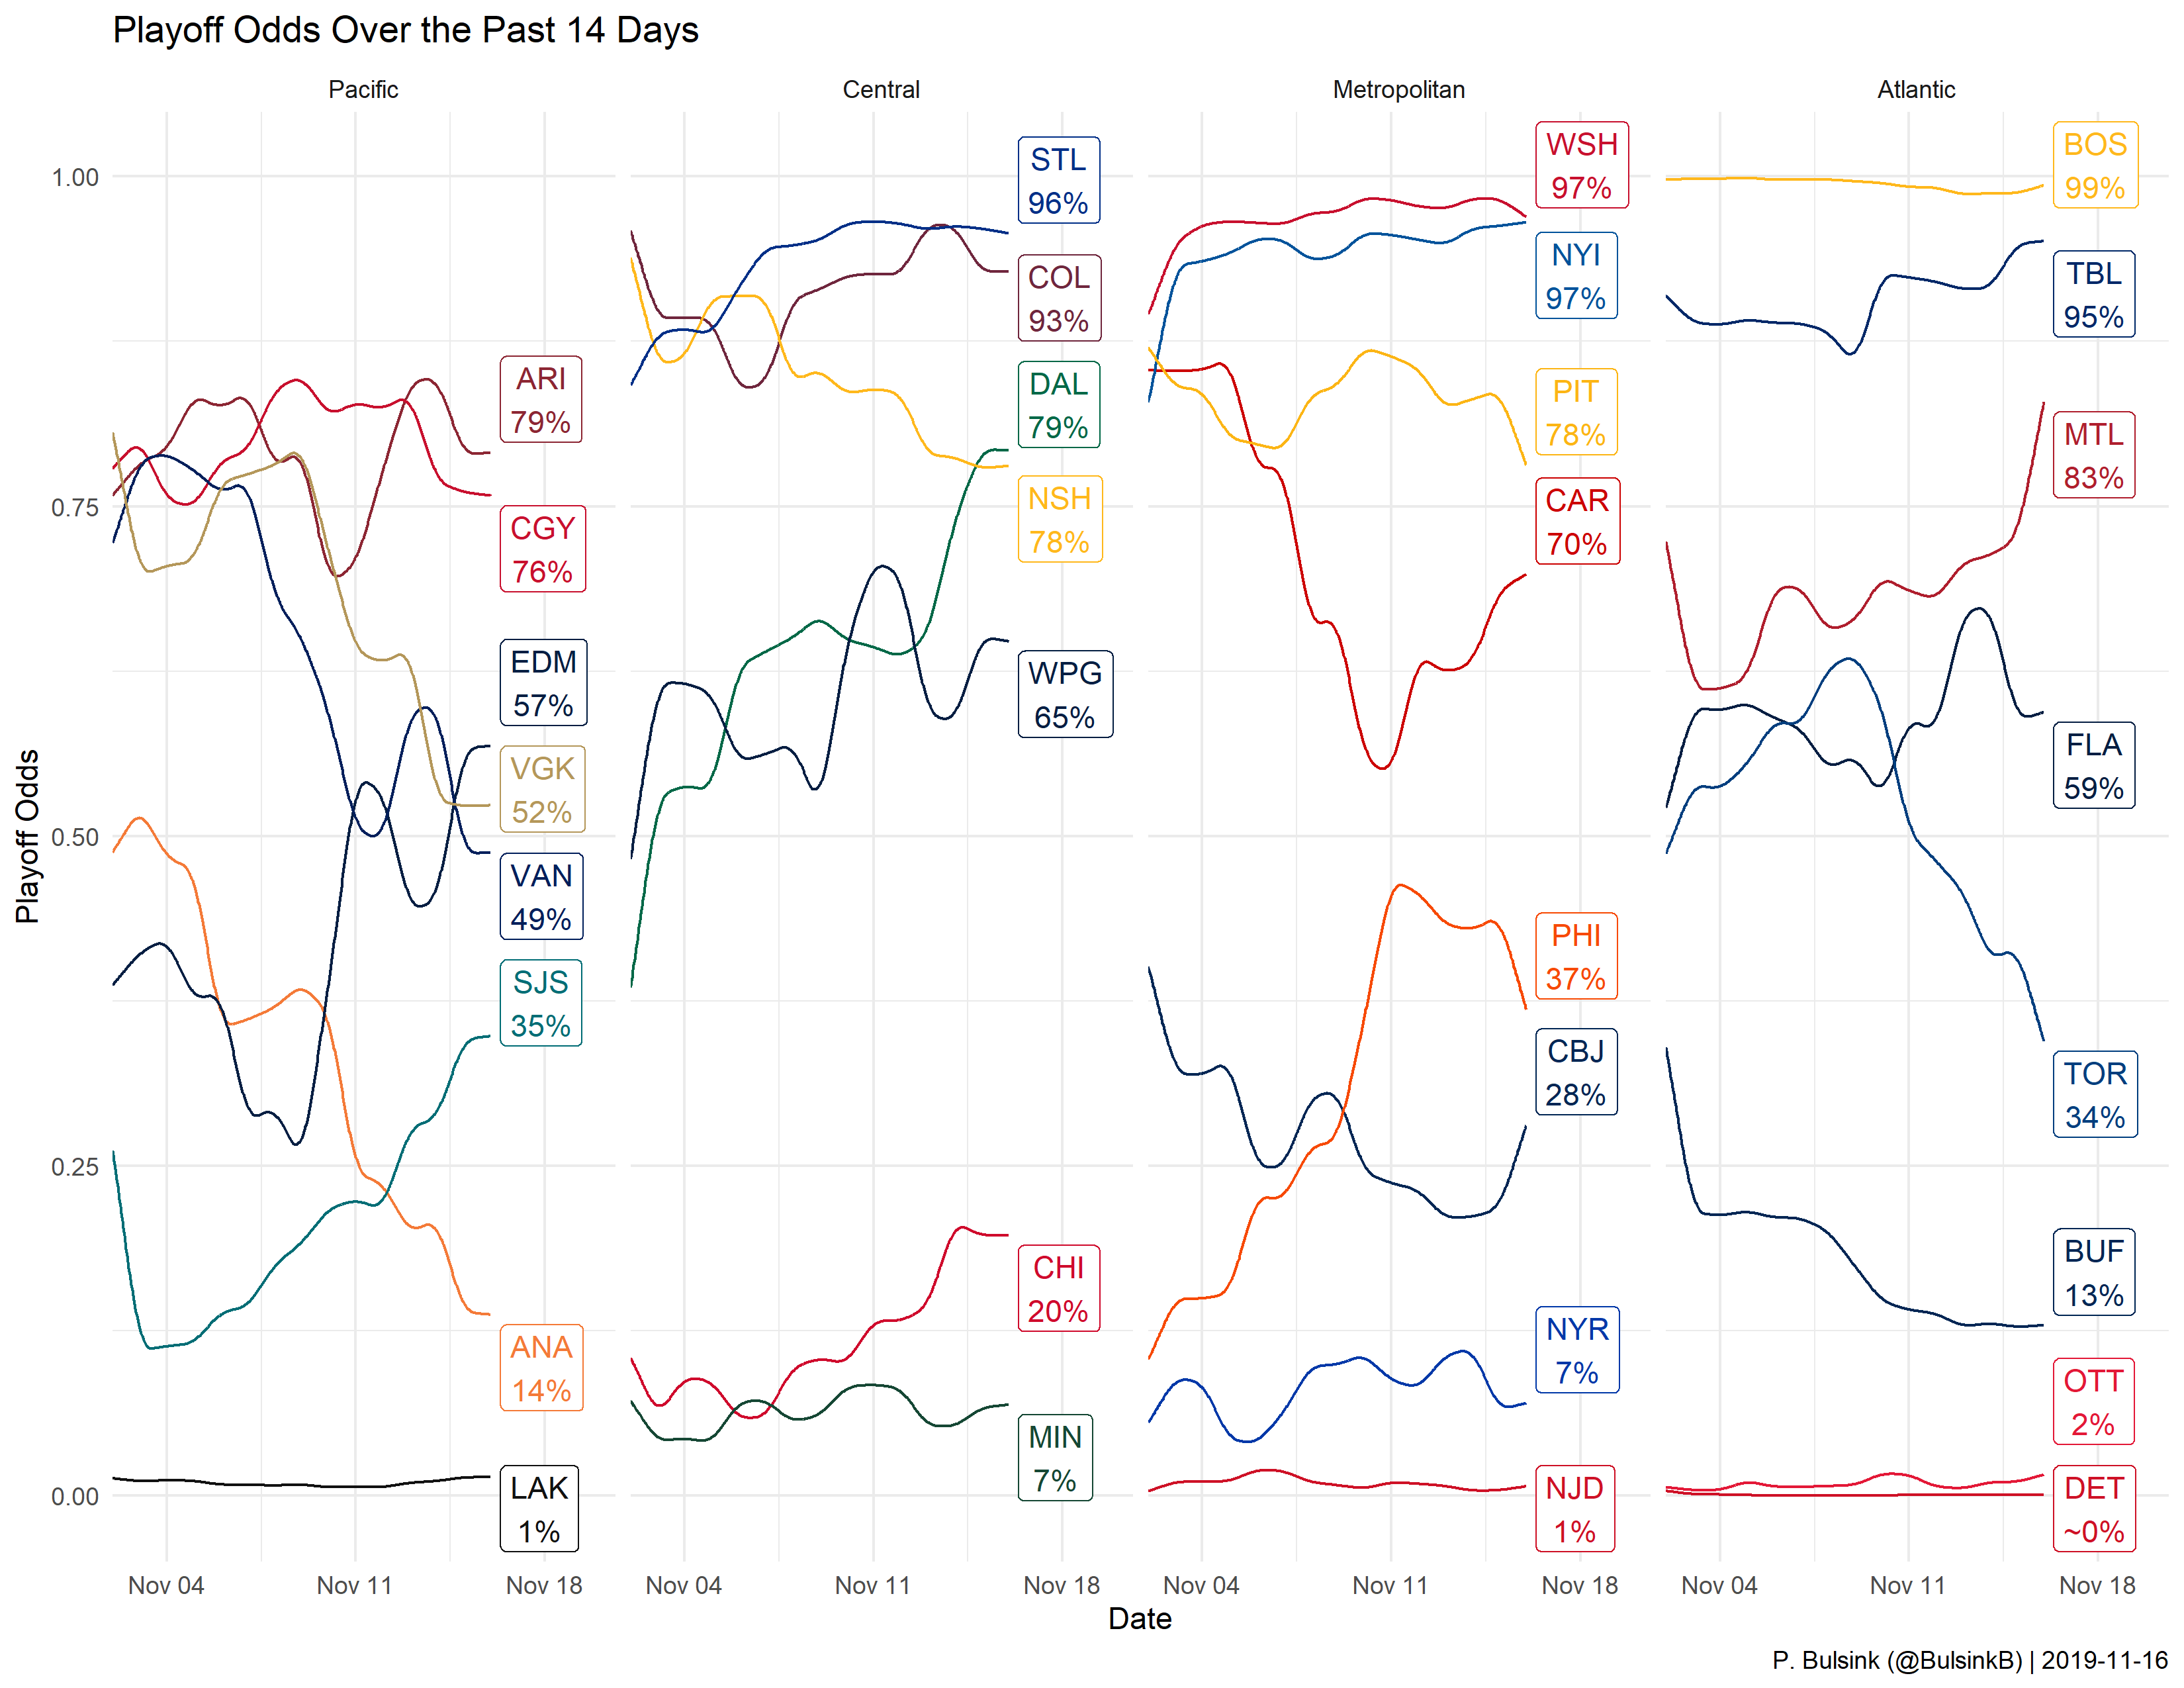 Playoff Odds Over the Past 14 Days
Pacific
Central
Metropolitan
Atlantic
Playoff Odds
1.00
0.75
0.50
0.25
0.00
ARI
79%
CGY
76%
EDM
57%
VGK
52%
VAN
49%
SJS
35%
ANA
14%
LAK
1%
STL
96%
COL
93%
DAL
79%
NSH
78%
WPG
65%
CHI
20%
MIN
7%
WSH
97%
NYI
97%
PIT
78%
CAR
70%
PHI
37%
CBJ
28%
NYR
7%
NJD
1%
BOS
99%
TBL
95%
MTL
83%
FLA
59%
TOR
34%
BUF
13%
OTT
2%
DET
~0%
Nov 04 Nov 11 Nov 18
Nov 04 Nov 11 Nov 18
Nov 04 Nov 11 Nov 18
Nov 04 Nov 11 Nov 18
Date
P. Bulsink (@BulsinkB) | 2019-11-16